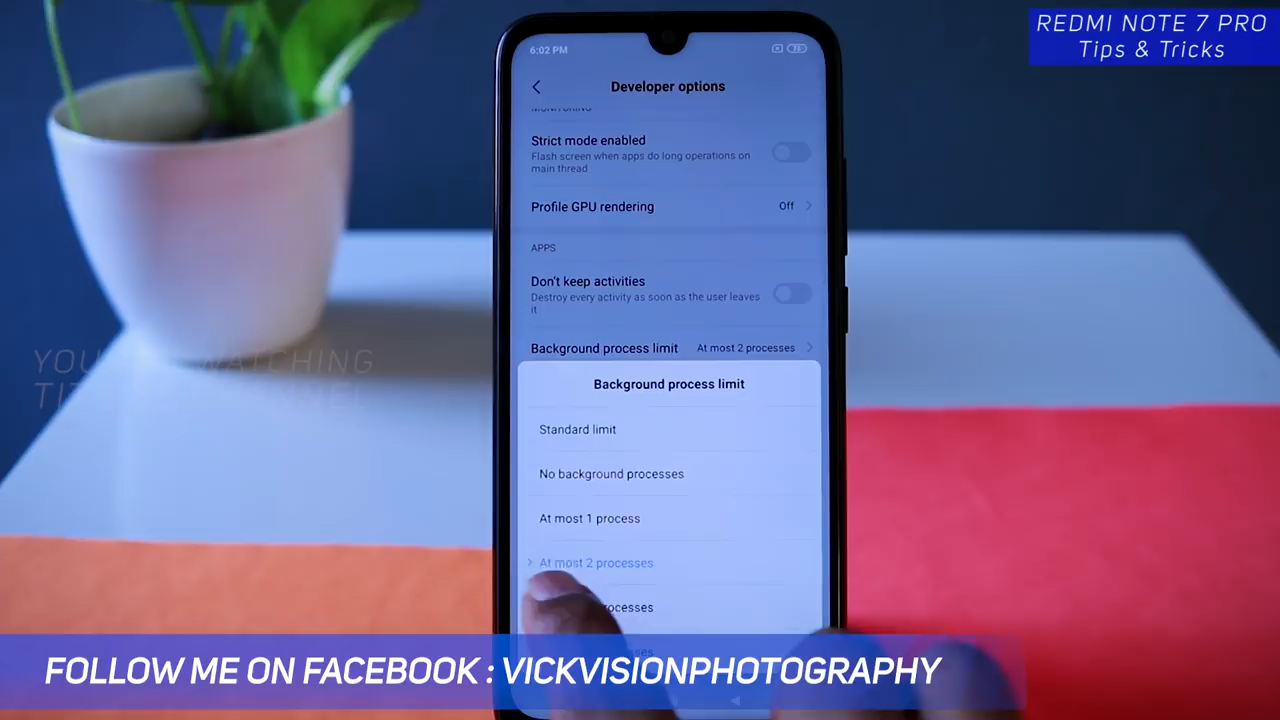 REDMI NOTE 7 PRO
Tips & Tricks
6:02 PM
Developer options
MONITORING
Strict mode enabled
Flash screen when apps do long operations on
main thread
Profile GPU rendering Off
APPS
Don't keep activities
Destroy every activity as soon as the user leaves
it
Background process limit At most 2 processes
Background process limit
Standard limit
No background processes
At most 1 process
At most 2 processes
FOLLOW ME ON FACEBOOK : VICKVISIONPHOTOGRAPHY